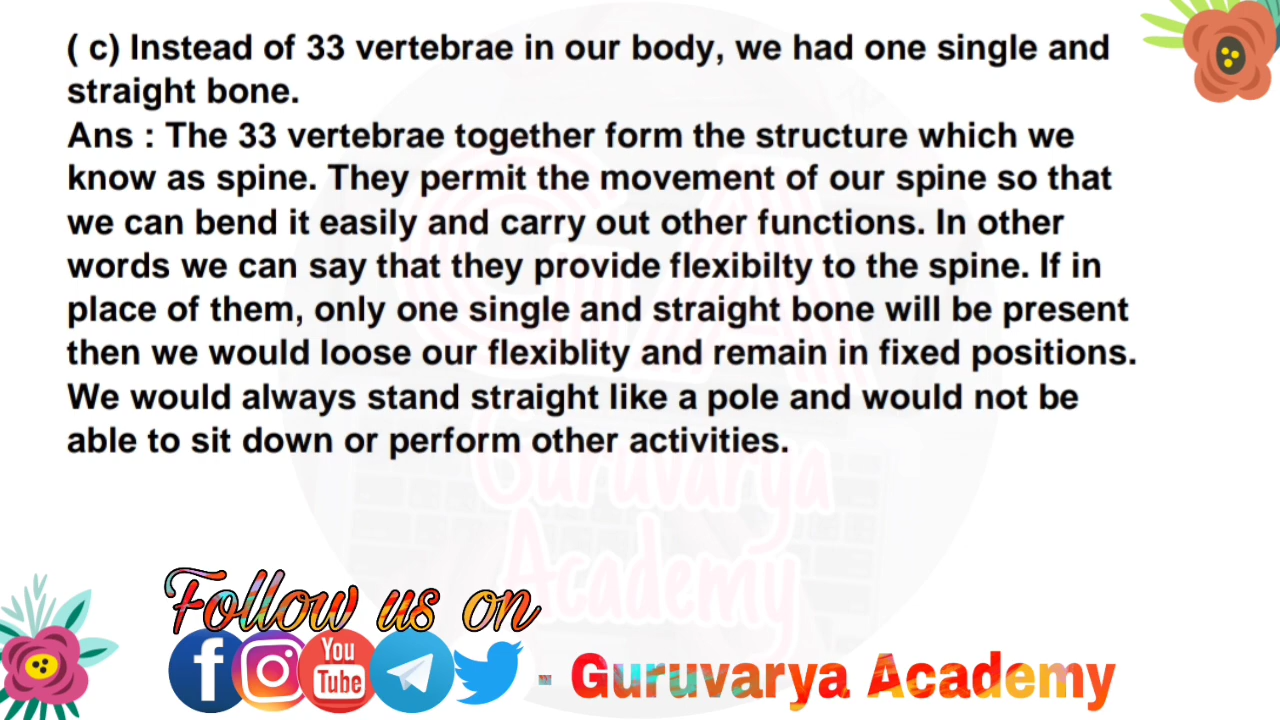 ( c) Instead of 33 vertebrae in our body, we had one single and
straight bone.
Ans : The 33 vertebrae together form the structure which we
know as spine. They permit the movement of our spine so that
we can bend it easily and carry out other functions. In other
words we can say that they provide flexibilty to the spine. If in
place of them, only one single and straight bone will be present
then we would loose our flexiblity and remain in fixed positions.
We would always stand straight like a pole and would not be
able to sit down or perform other activities.
GA
Guruvarya
Academy
Follow us on
You
Tube
- Guruvarya Academy